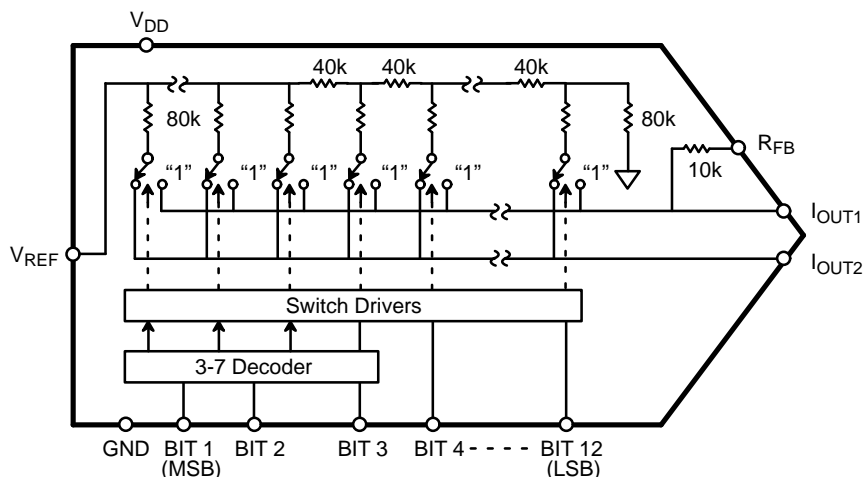 VDD
40k 40k 40k
80k 80k
RFB
10k
“1” “1” “1” “1” “1” “1”
IOUT1
VREF
IOUT2
Switch Drivers
3-7 Decoder
GND BIT 1 BIT 2 BIT 3 BIT 4 - - - - - BIT 12
(MSB) (LSB)